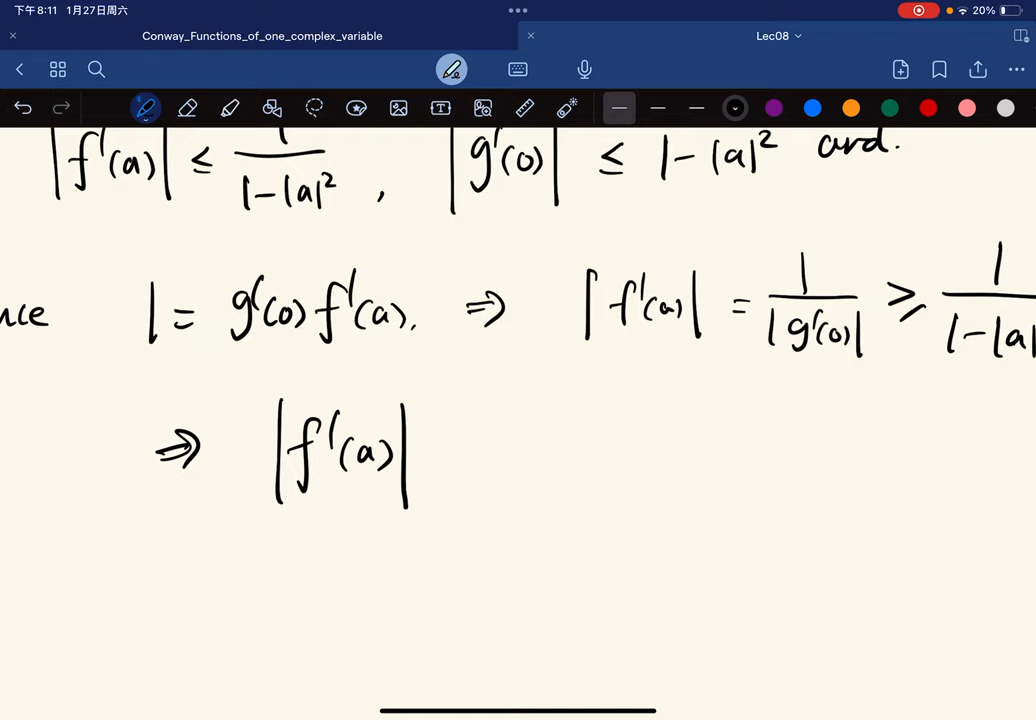 下午8:11 1月27日周六 20%
Conway_Functions_of_one_complex_variable Lec08
|f'(a)| ≤ 1/(1-|a|²), |g'(0)| ≤ 1-|a|² and.
nce 1 = g'(0) f'(a). ⇒ |f'(a)| = 1/|g'(0)| ≥ 1/(1-|a|
⇒ |f'(a)|